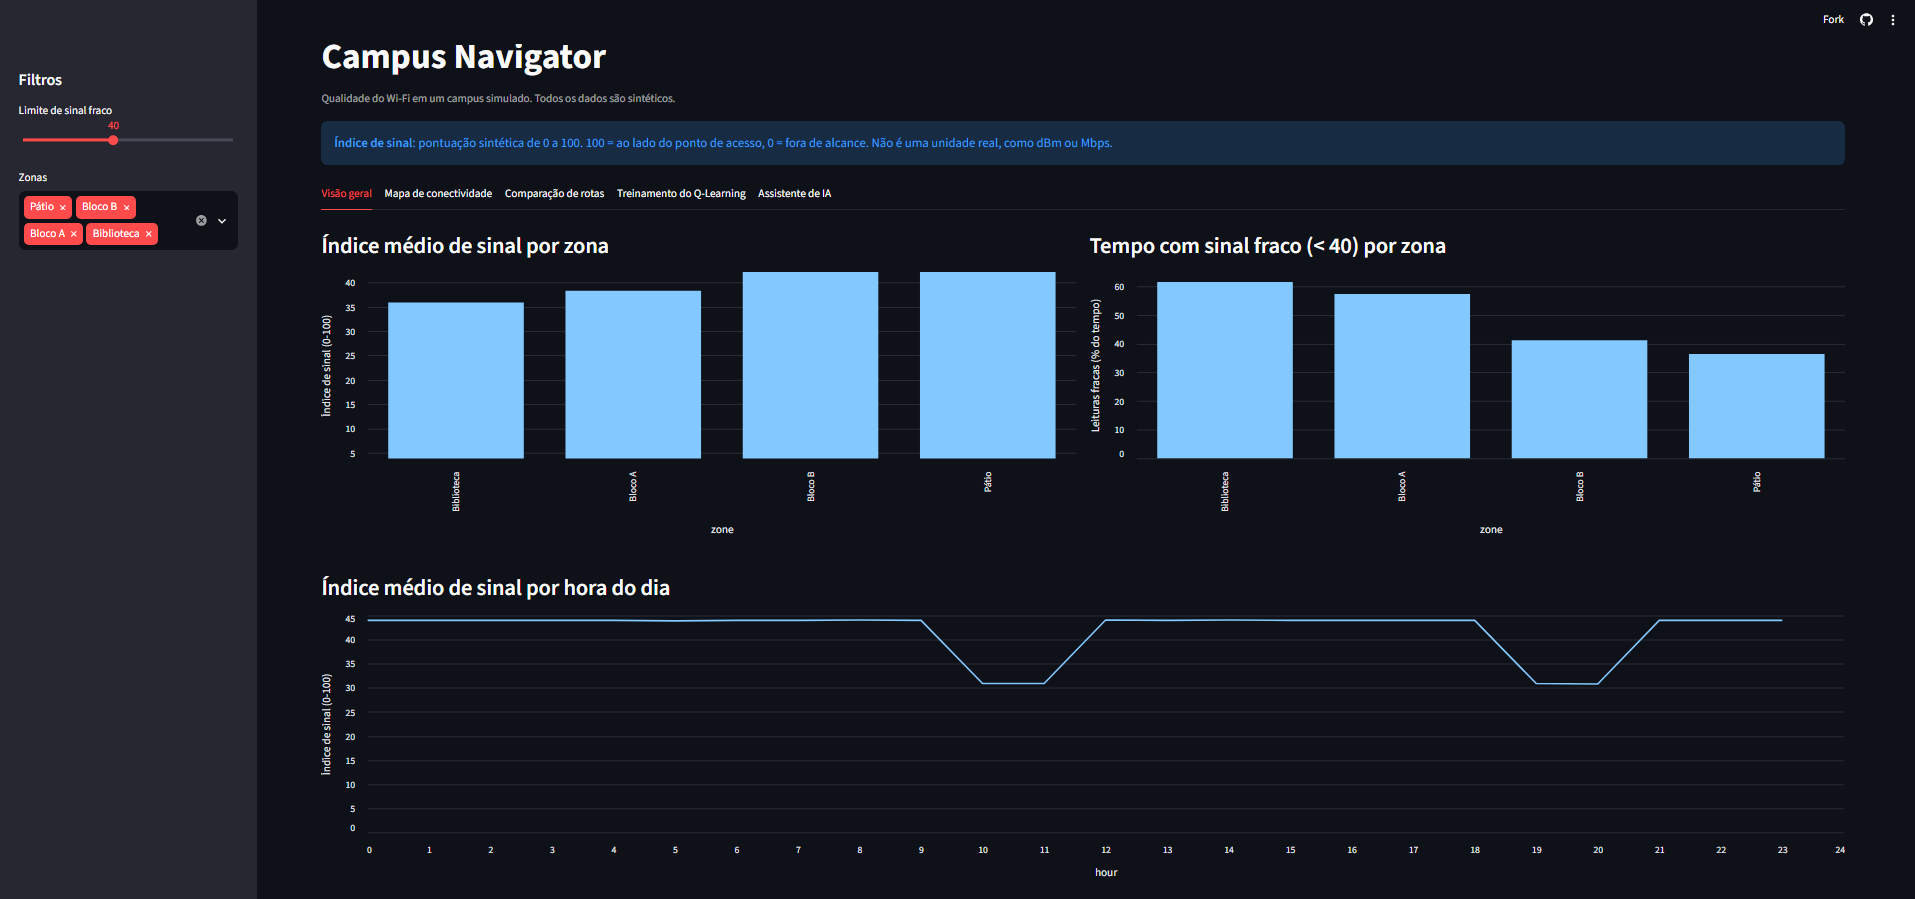 Fork
Filtros
Limite de sinal fraco
40
Zonas
Pátio × Bloco B ×
Bloco A × Biblioteca ×
Campus Navigator
Qualidade do Wi-Fi em um campus simulado. Todos os dados são sintéticos.
Índice de sinal: pontuação sintética de 0 a 100. 100 = ao lado do ponto de acesso, 0 = fora de alcance. Não é uma unidade real, como dBm ou Mbps.
Visão geral Mapa de conectividade Comparação de rotas Treinamento do Q-Learning Assistente de IA
Índice médio de sinal por zona
Índice de sinal (0-100)
40
35
30
25
20
15
10
5
Biblioteca Bloco A Bloco B Pátio
zone
Tempo com sinal fraco (< 40) por zona
Leituras fracas (% do tempo)
60
50
40
30
20
10
0
Biblioteca Bloco A Bloco B Pátio
zone
Índice médio de sinal por hora do dia
Índice de sinal (0-100)
45
40
35
30
25
20
15
10
5
0
0 1 2 3 4 5 6 7 8 9 10 11 12 13 14 15 16 17 18 19 20 21 22 23 24
hour